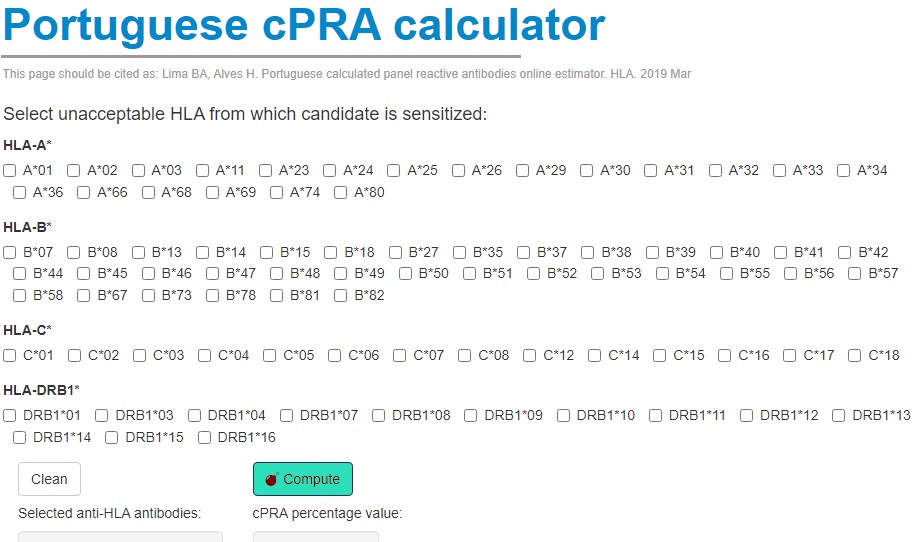 Portuguese cPRA calculator
This page should be cited as: Lima BA, Alves H. Portuguese calculated panel reactive antibodies online estimator. HLA. 2019 Mar
Select unacceptable HLA from which candidate is sensitized:
HLA-A*
A*01 A*02 A*03 A*11 A*23 A*24 A*25 A*26 A*29 A*30 A*31 A*32 A*33 A*34
A*36 A*66 A*68 A*69 A*74 A*80
HLA-B*
B*07 B*08 B*13 B*14 B*15 B*18 B*27 B*35 B*37 B*38 B*39 B*40 B*41 B*42
B*44 B*45 B*46 B*47 B*48 B*49 B*50 B*51 B*52 B*53 B*54 B*55 B*56 B*57
B*58 B*67 B*73 B*78 B*81 B*82
HLA-C*
C*01 C*02 C*03 C*04 C*05 C*06 C*07 C*08 C*12 C*14 C*15 C*16 C*17 C*18
HLA-DRB1*
DRB1*01 DRB1*03 DRB1*04 DRB1*07 DRB1*08 DRB1*09 DRB1*10 DRB1*11 DRB1*12 DRB1*13
DRB1*14 DRB1*15 DRB1*16
Clean Compute
Selected anti-HLA antibodies: cPRA percentage value: